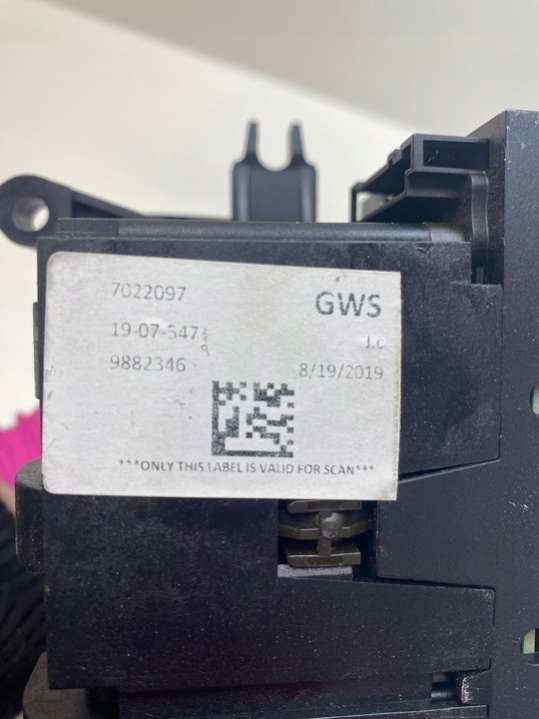 7022097
GWS
19-07-547
J.c
9882346
8/19/2019
***ONLY THIS LABEL IS VALID FOR SCAN***